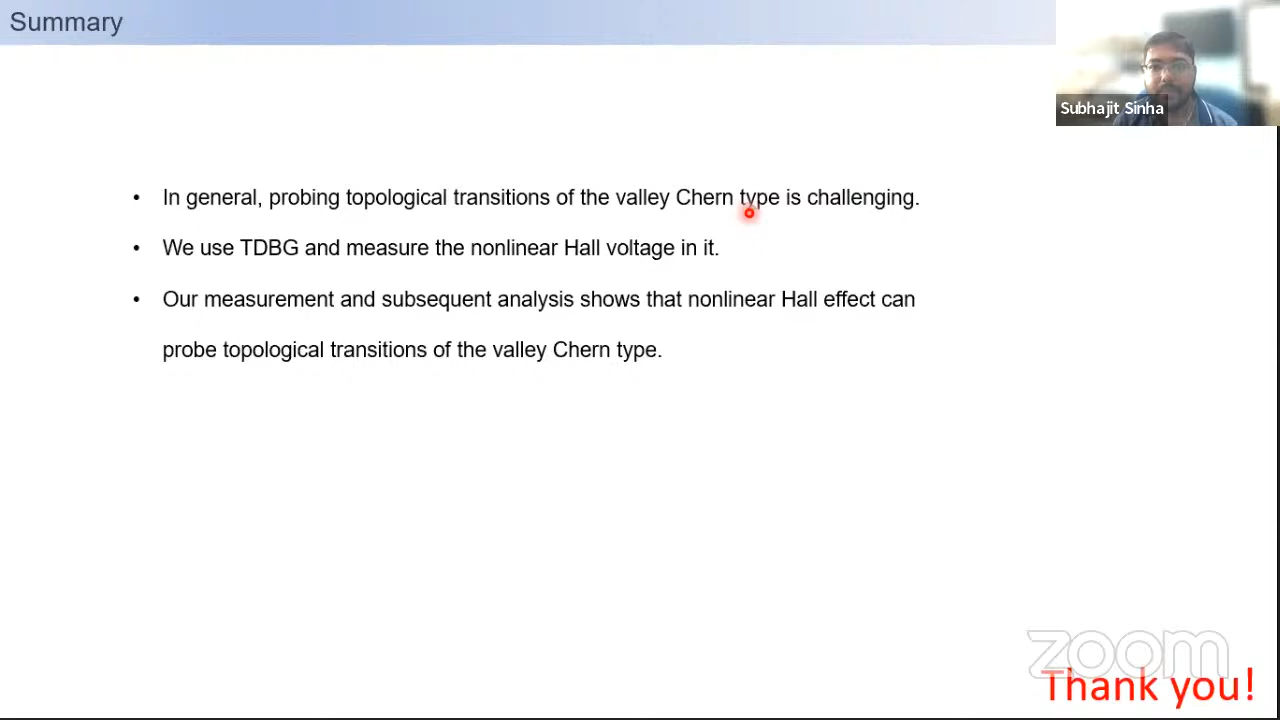 Summary
Subhajit Sinha
• In general, probing topological transitions of the valley Chern type is challenging.
• We use TDBG and measure the nonlinear Hall voltage in it.
• Our measurement and subsequent analysis shows that nonlinear Hall effect can
probe topological transitions of the valley Chern type.
zoom
Thank you!